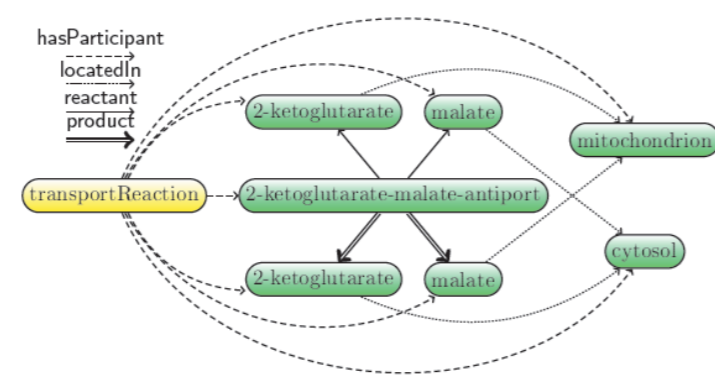 hasParticipant
locatedIn
reactant
product
2-ketoglutarate
malate
mitochondrion
transportReaction
2-ketoglutarate-malate-antiport
cytosol
2-ketoglutarate
malate